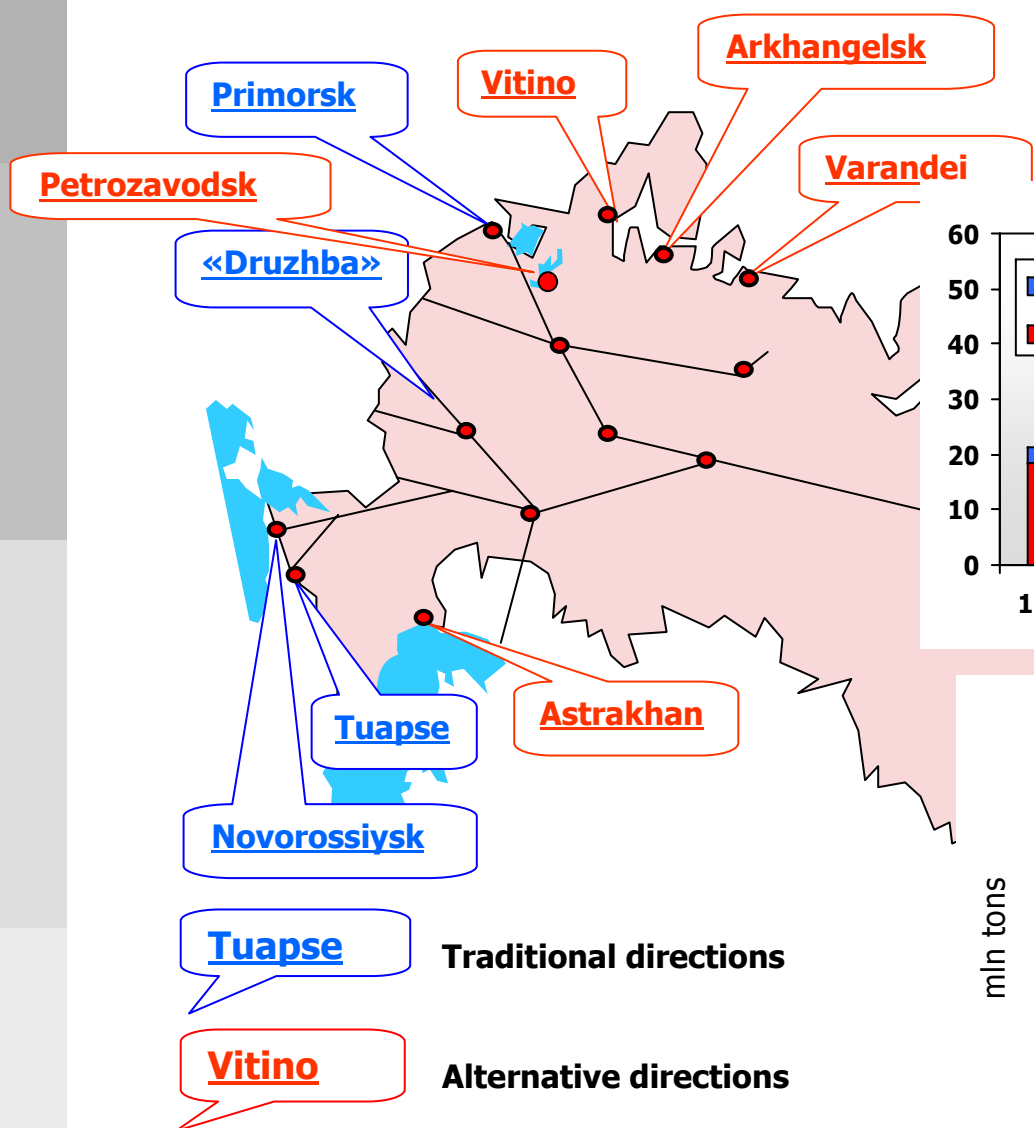 Arkhangelsk
Vitino
Primorsk
Varandei
Petrozavodsk
«Druzhba»
60
50
40
30
20
10
0
1
Tuapse
Astrakhan
Novorossiysk
mln tons
Tuapse
Traditional directions
Vitino
Alternative directions